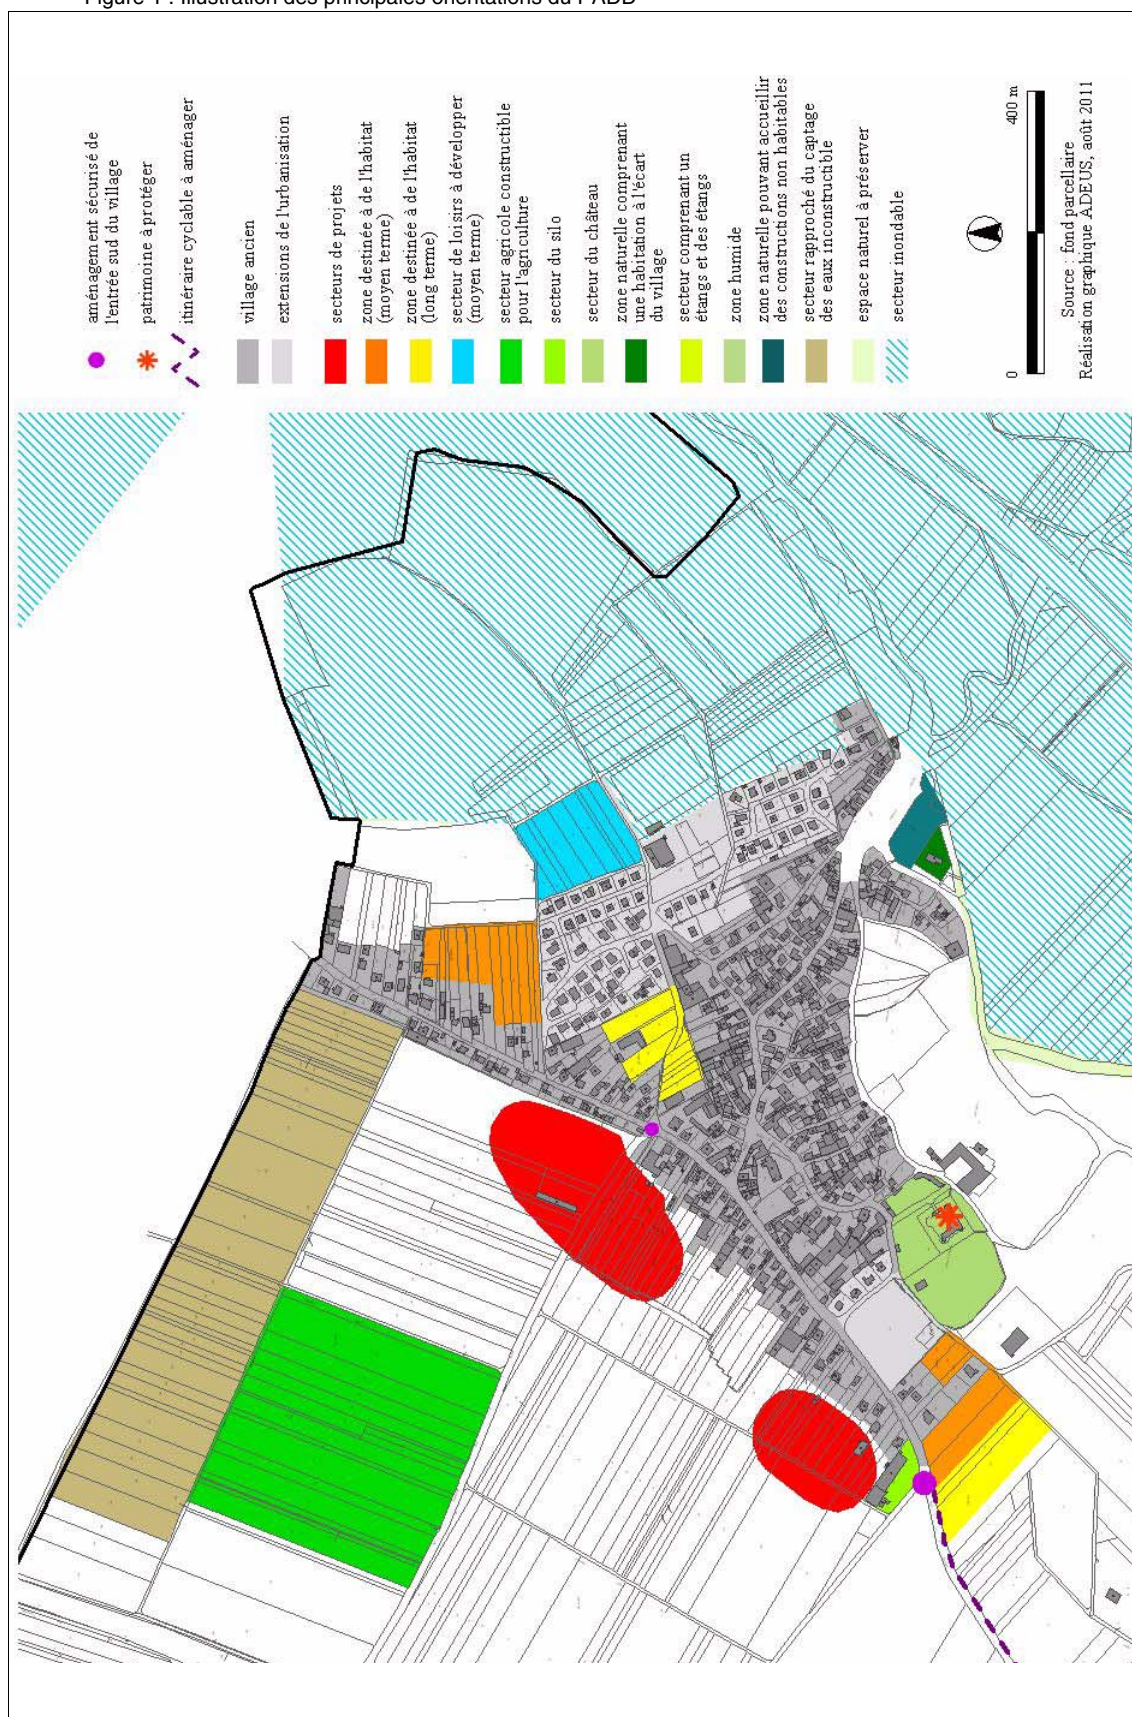 Figure 1 : Illustration des principales orientations du PADD
aménagement sécurisé de
l'entrée sud du village
patrimoine à protéger
itinéraire cyclable à aménager
village ancien
extensions de l'urbanisation
secteurs de projets
zone destinée à de l'habitat
(moyen terme)
zone destinée à de l'habitat
(long terme)
secteur de loisirs à développer
(moyen terme)
secteur agricole constructible
pour l'agriculture
secteur du silo
secteur du château
zone naturelle comprenant
une habitation à l'écart
du village
secteur comprenant un
étangs et des étangs
zone humide
zone naturelle pouvant accueillir
des constructions non habitables
secteur rapproché du captage
des eaux inconstructible
espace naturel à préserver
secteur inondable
0
400 m
Source : fond parcellaire
Réalisation graphique ADEUS, août 2011